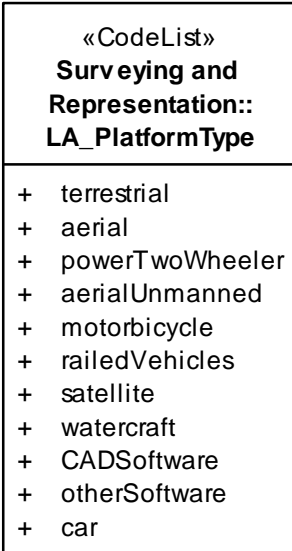 «CodeList»
Surveying and
Representation::
LA_PlatformType
+ terrestrial
+ aerial
+ powerTwoWheeler
+ aerialUnmanned
+ motorbicycle
+ railedVehicles
+ satellite
+ watercraft
+ CADSoftware
+ otherSoftware
+ car